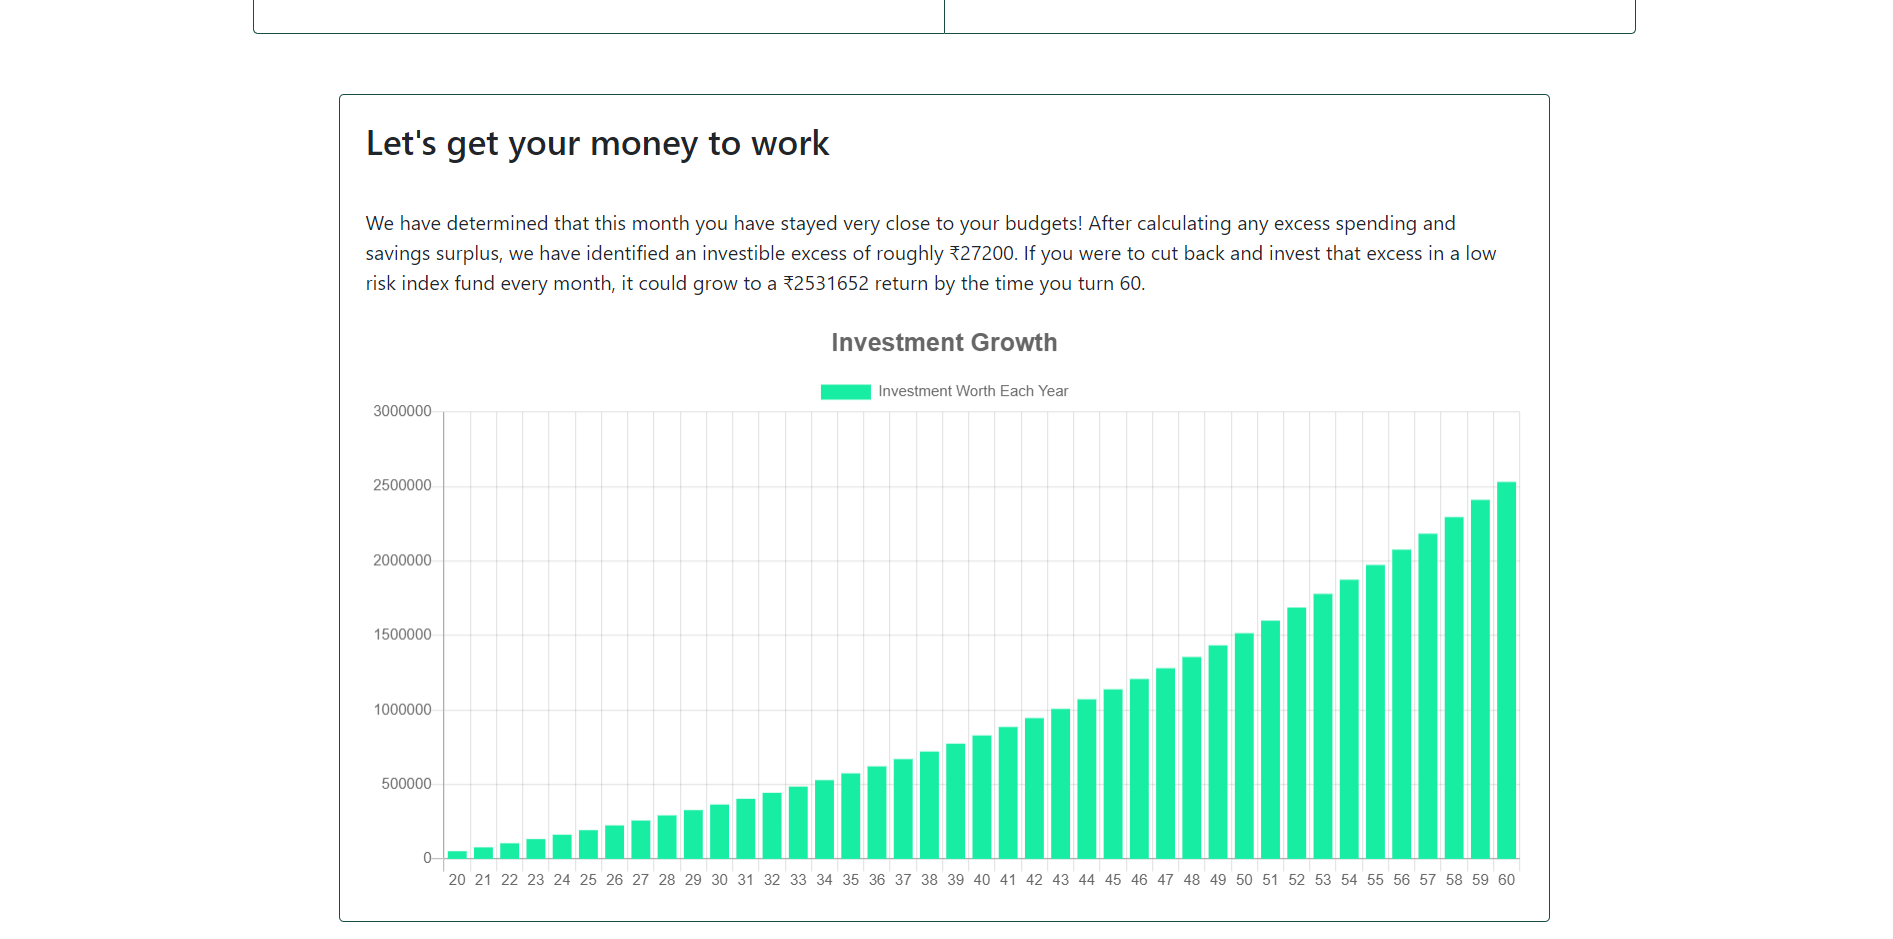 Let's get your money to work
We have determined that this month you have stayed very close to your budgets! After calculating any excess spending and
savings surplus, we have identified an investible excess of roughly ₹27200. If you were to cut back and invest that excess in a low
risk index fund every month, it could grow to a ₹2531652 return by the time you turn 60.
Investment Growth
Investment Worth Each Year
3000000
2500000
2000000
1500000
1000000
500000
0
20 21 22 23 24 25 26 27 28 29 30 31 32 33 34 35 36 37 38 39 40 41 42 43 44 45 46 47 48 49 50 51 52 53 54 55 56 57 58 59 60